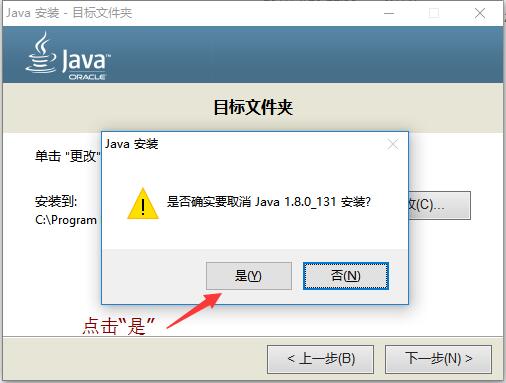 Java 安装 - 目标文件夹
Java
ORACLE
目标文件夹
单击 "更改"
Java 安装
是否确实要取消 Java 1.8.0_131 安装?
安装到:
C:\Program
(C)...
是(Y)
否(N)
点击“是”
< 上一步(B)
下一步(N) >